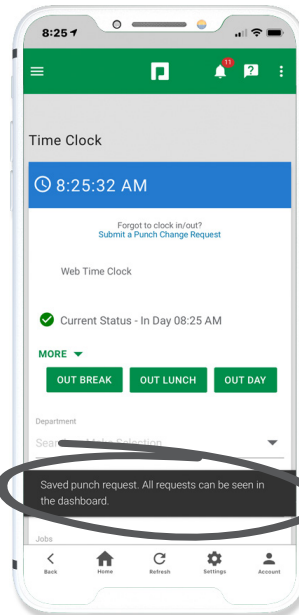 8:25
11
?
Time Clock
8:25:32 AM
Forgot to clock in/out?
Submit a Punch Change Request
Web Time Clock
Current Status - In Day 08:25 AM
MORE
OUT BREAK OUT LUNCH OUT DAY
Department
Selection
Saved punch request. All requests can be seen in
the dashboard.
Jobs
Back Home Refresh Settings Account